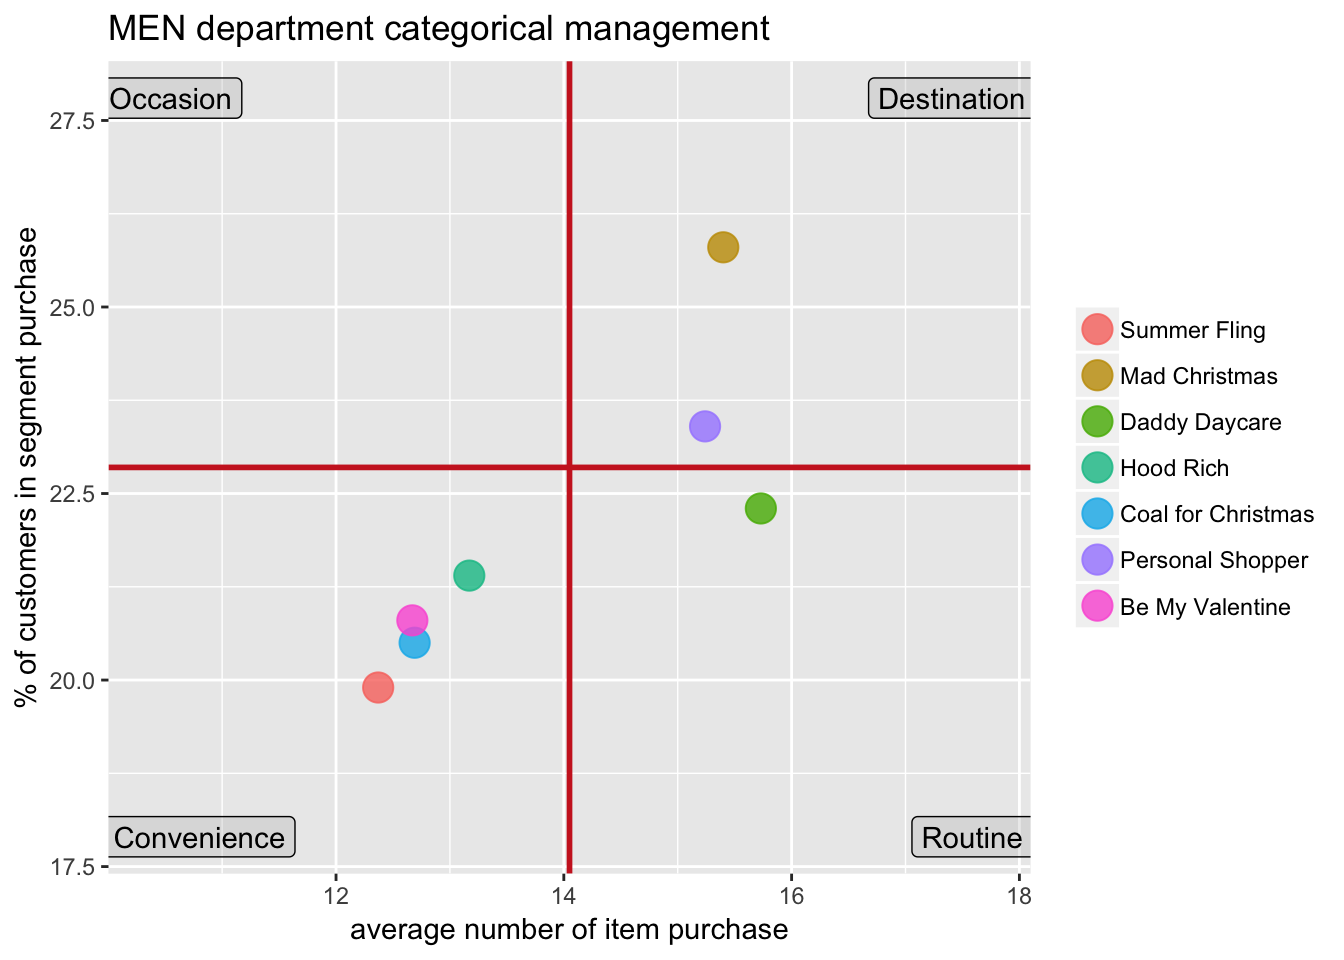 MEN department categorical management
Occasion
Destination
27.5
25.0
22.5
20.0
17.5
% of customers in segment purchase
Convenience
Routine
12
14
16
18
average number of item purchase
Summer Fling
Mad Christmas
Daddy Daycare
Hood Rich
Coal for Christmas
Personal Shopper
Be My Valentine